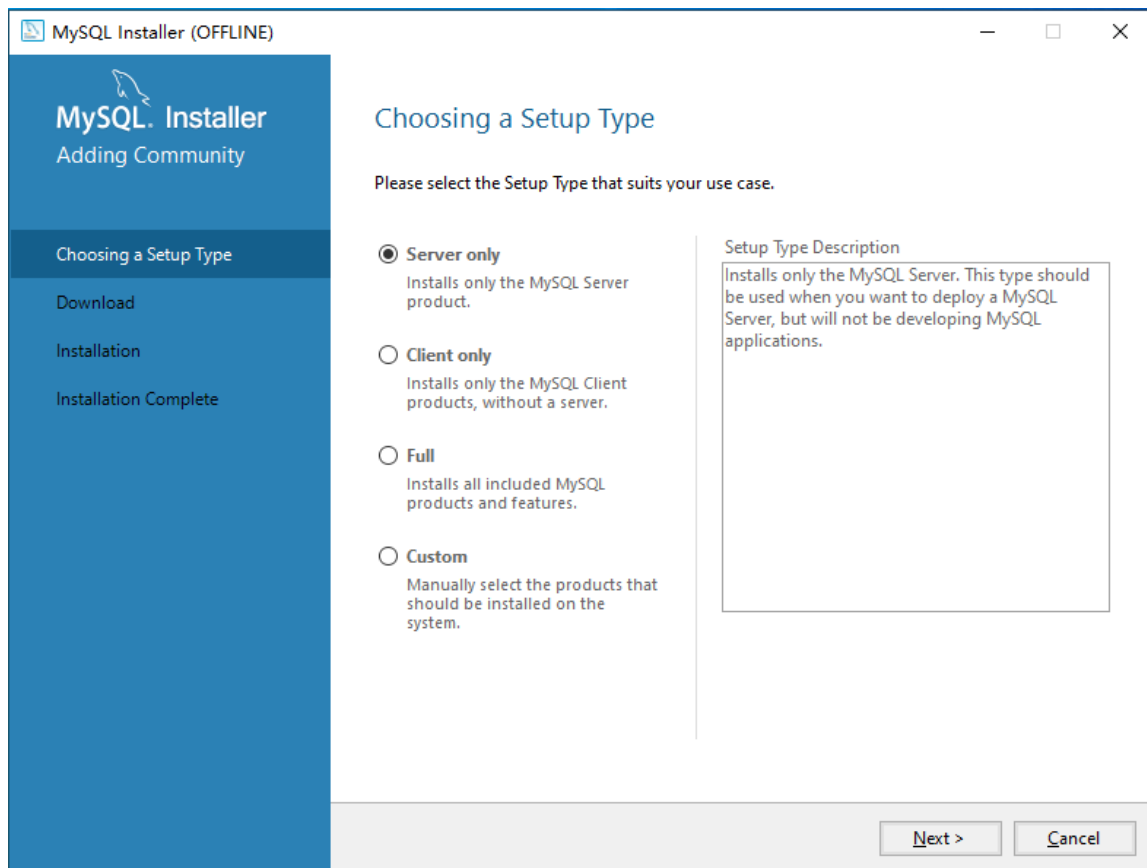 MySQL Installer (OFFLINE)
MySQL. Installer
Adding Community
Choosing a Setup Type
Download
Installation
Installation Complete
Choosing a Setup Type
Please select the Setup Type that suits your use case.
Server only
Installs only the MySQL Server
product.
Client only
Installs only the MySQL Client
products, without a server.
Full
Installs all included MySQL
products and features.
Custom
Manually select the products that
should be installed on the
system.
Setup Type Description
Installs only the MySQL Server. This type should
be used when you want to deploy a MySQL
Server, but will not be developing MySQL
applications.
Next >
Cancel